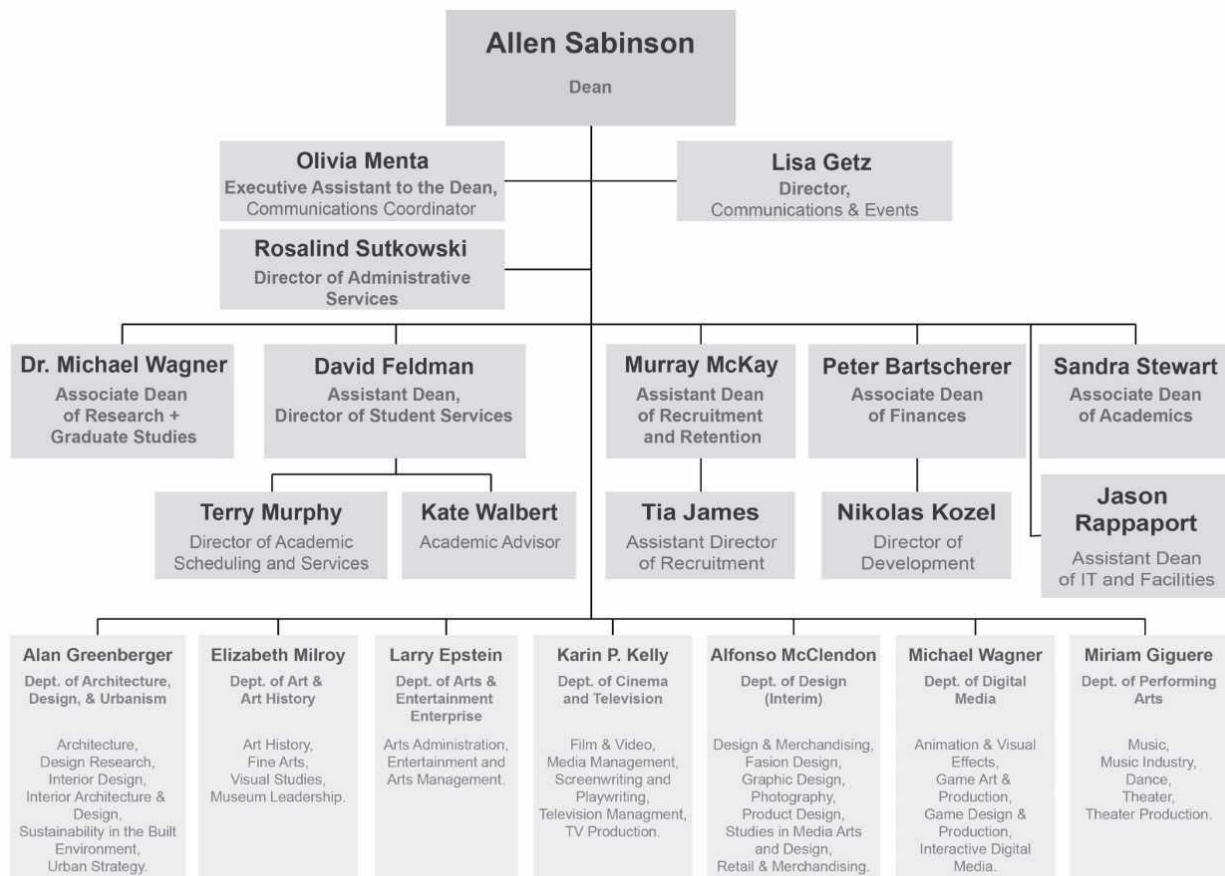 Allen Sabinson
Dean
Olivia Menta
Executive Assistant to the Dean,
Communications Coordinator
Lisa Getz
Director,
Communications & Events
Rosalind Sutkowski
Director of Administrative
Services
Dr. Michael Wagner
Associate Dean
of Research +
Graduate Studies
David Feldman
Assistant Dean,
Director of Student Services
Murray McKay
Assistant Dean
of Recruitment
and Retention
Peter Bartscherer
Associate Dean
of Finances
Sandra Stewart
Associate Dean
of Academics
Terry Murphy
Director of Academic
Scheduling and Services
Kate Walbert
Academic Advisor
Tia James
Assistant Director
of Recruitment
Nikolas Kozel
Director of
Development
Jason
Rappaport
Assistant Dean
of IT and Facilities
Alan Greenberger
Dept. of Architecture,
Design, & Urbanism
Architecture,
Design Research,
Interior Design,
Interior Architecture &
Design,
Sustainability in the Built
Environment,
Urban Strategy.
Elizabeth Milroy
Dept. of Art &
Art History
Art History,
Fine Arts,
Visual Studies,
Museum Leadership.
Larry Epstein
Dept. of Arts &
Entertainment
Enterprise
Arts Administration,
Entertainment and
Arts Management.
Karin P. Kelly
Dept. of Cinema
and Television
Film & Video,
Media Management,
Screenwriting and
Playwriting,
Television Managment,
TV Production.
Alfonso McClendon
Dept. of Design
(Interim)
Design & Merchandising,
Fasion Design,
Graphic Design,
Photography,
Product Design,
Studies in Media Arts
and Design,
Retail & Merchandising.
Michael Wagner
Dept. of Digital
Media
Animation & Visual
Effects,
Game Art &
Production,
Game Design &
Production,
Interactive Digital
Media.
Miriam Giguere
Dept. of Performing
Arts
Music,
Music Industry,
Dance,
Theater,
Theater Production.